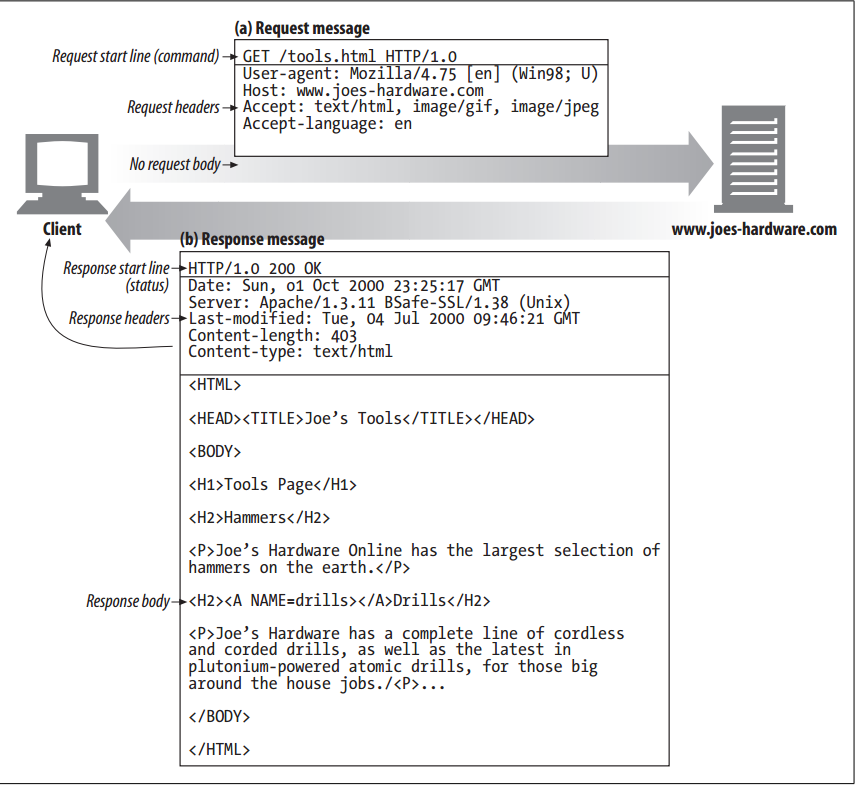 (a) Request message
Request start line (command)
GET /tools.html HTTP/1.0
User-agent: Mozilla/4.75 [en] (Win98; U)
Host: www.joes-hardware.com
Request headers
Accept: text/html, image/gif, image/jpeg
Accept-language: en
No request body
Client
www.joes-hardware.com
(b) Response message
Response start line
(status)
HTTP/1.0 200 OK
Date: Sun, 01 Oct 2000 23:25:17 GMT
Server: Apache/1.3.11 BSafe-SSL/1.38 (Unix)
Response headers
Last-modified: Tue, 04 Jul 2000 09:46:21 GMT
Content-length: 403
Content-type: text/html
<HTML>
<HEAD><TITLE>Joe’s Tools</TITLE></HEAD>
<BODY>
<H1>Tools Page</H1>
<H2>Hammers</H2>
<P>Joe’s Hardware Online has the largest selection of
hammers on the earth.</P>
Response body
<H2><A NAME=drills></A>Drills</H2>
<P>Joe’s Hardware has a complete line of cordless
and corded drills, as well as the latest in
plutonium-powered atomic drills, for those big
around the house jobs./<P>...
</BODY>
</HTML>